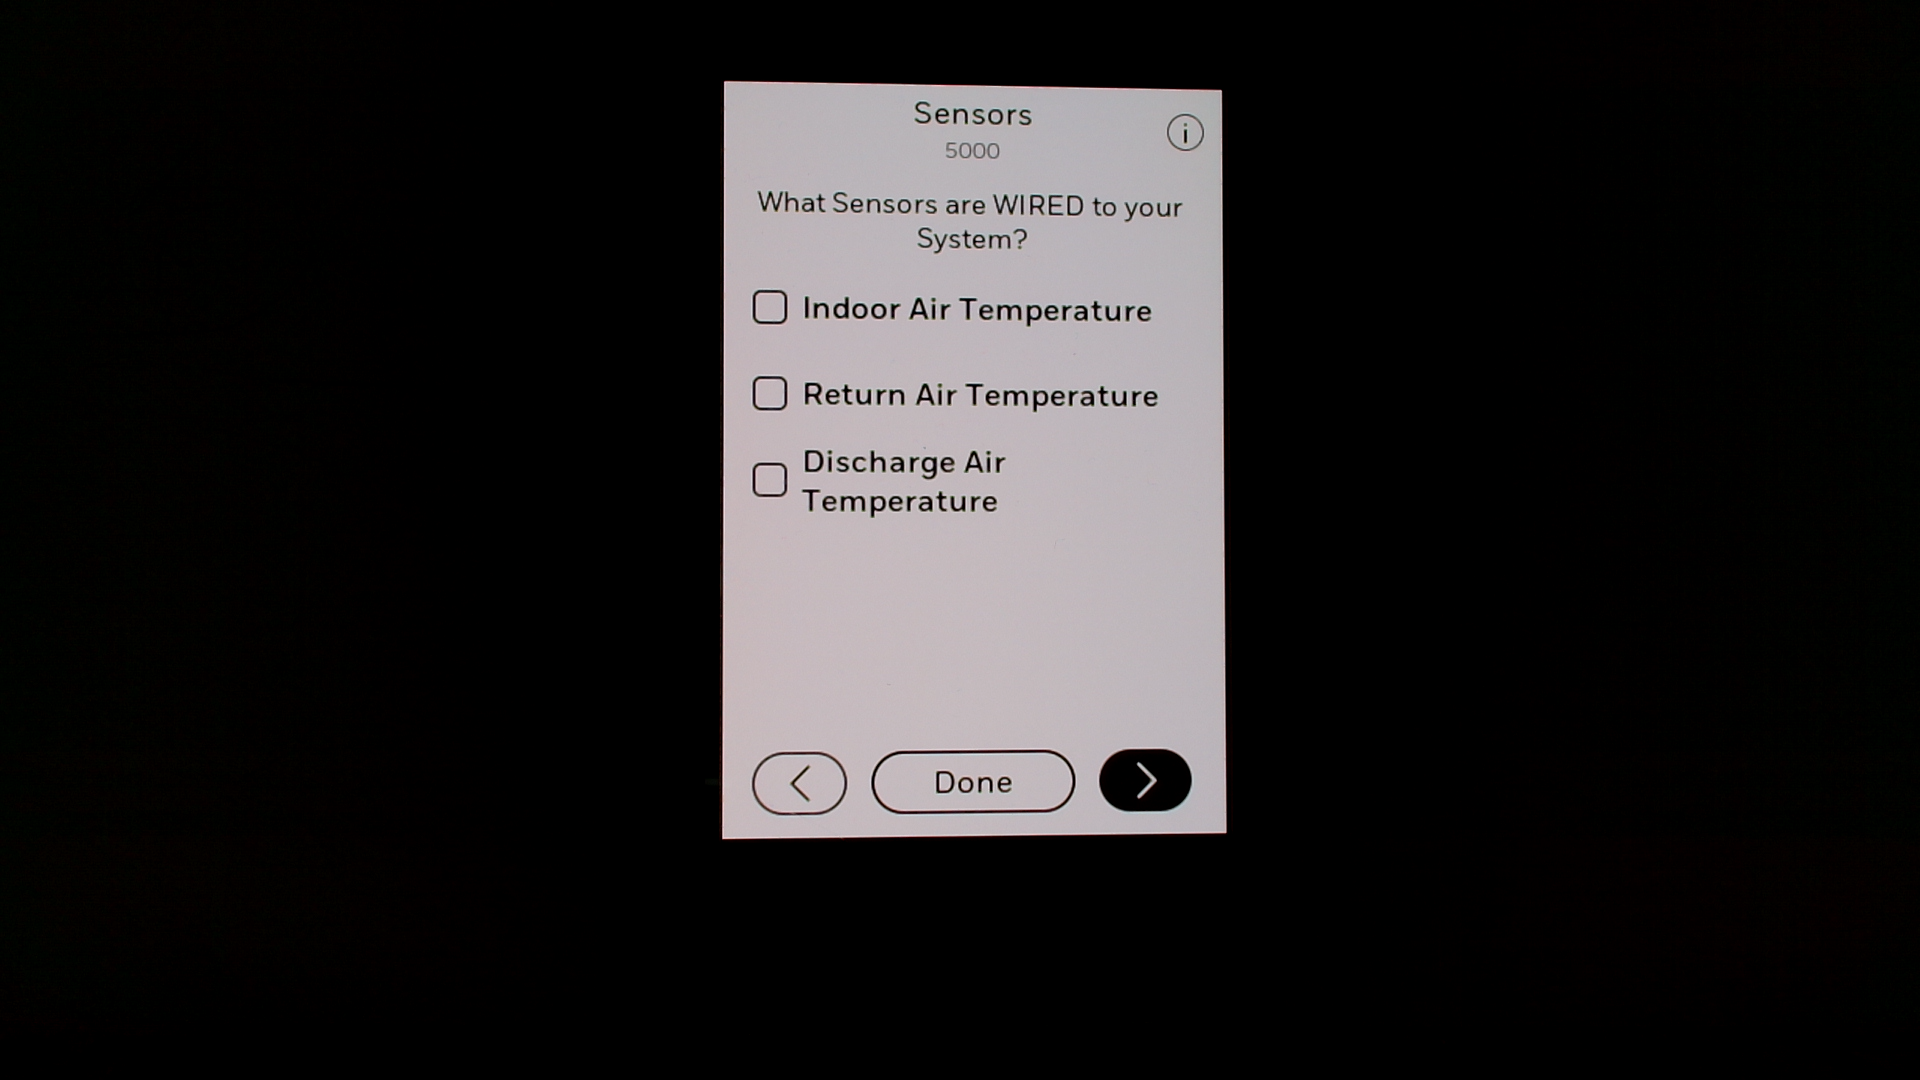 Sensors
5000
What Sensors are WIRED to your
System?
Indoor Air Temperature
Return Air Temperature
Discharge Air
Temperature
Done